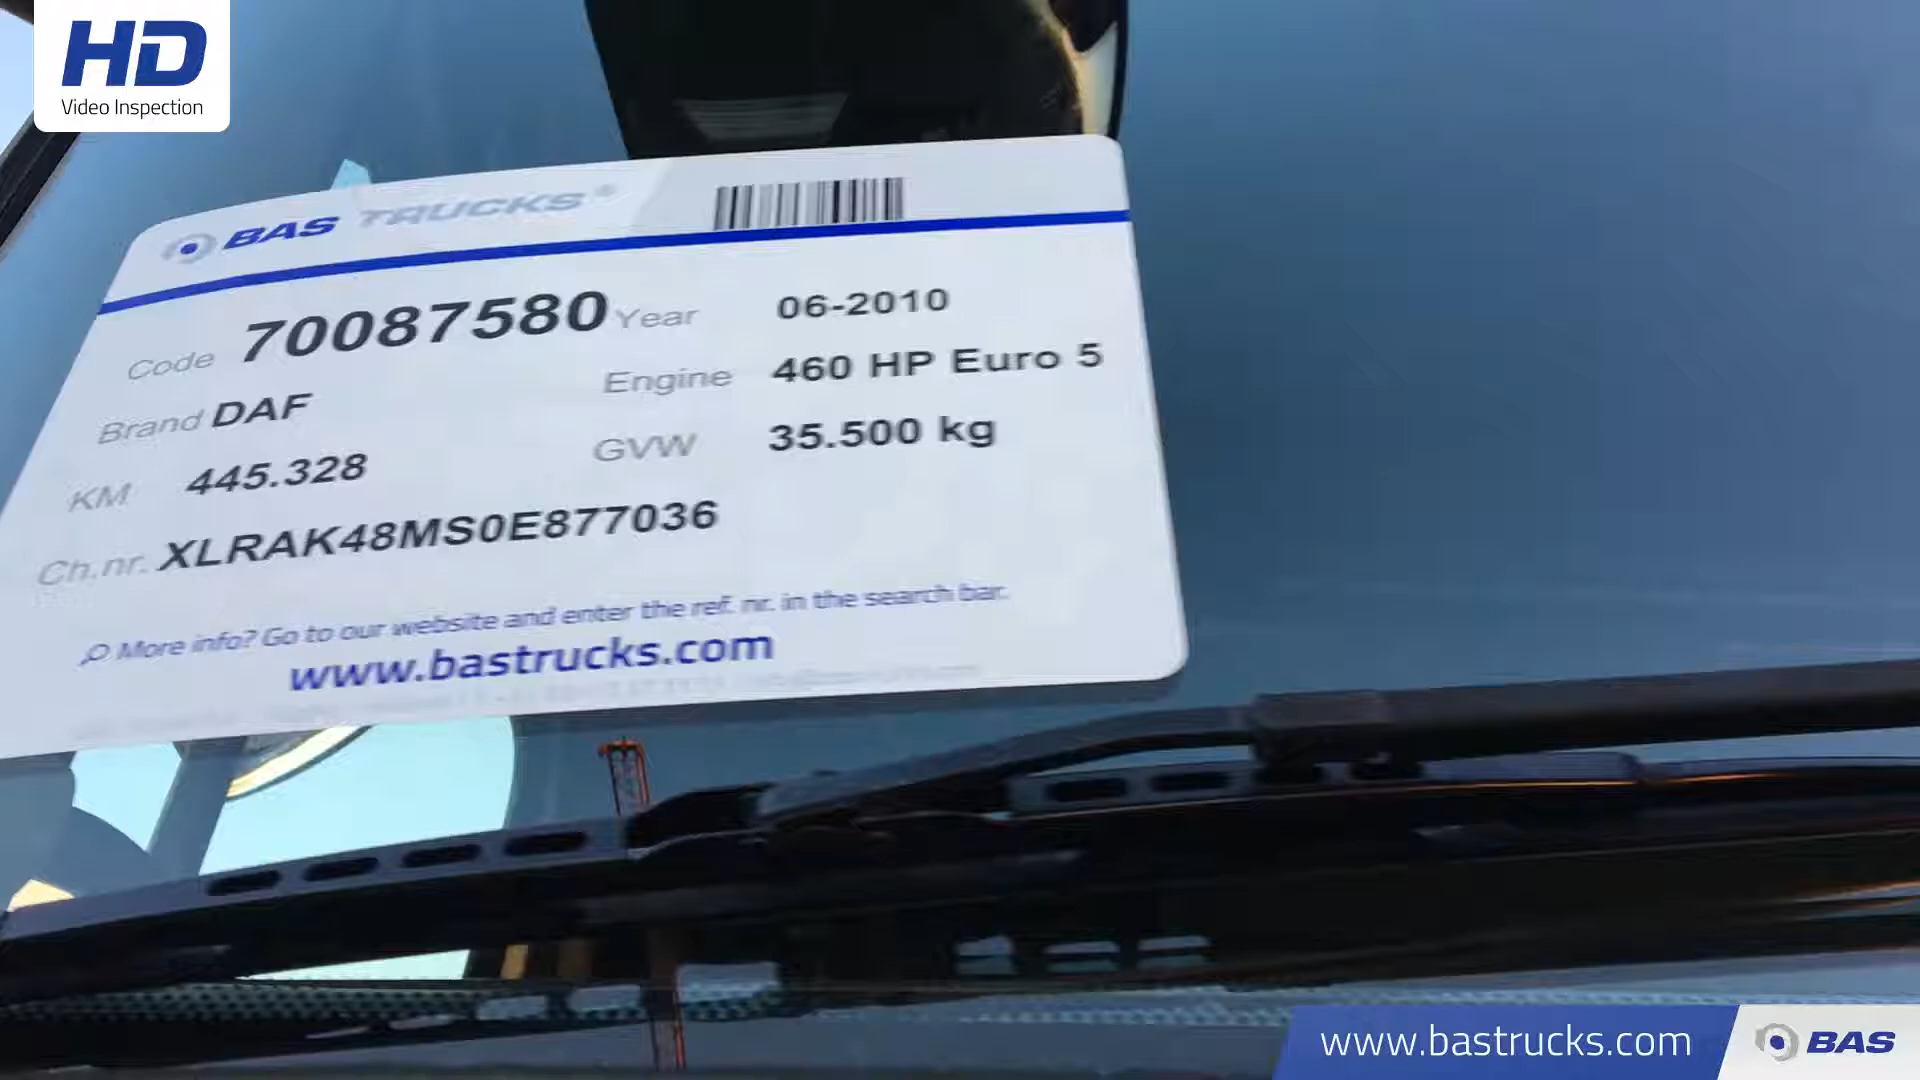 HD
Video Inspection
BAS TRUCKS®
Code 70087580
Year 06-2010
Brand DAF
Engine 460 HP Euro 5
KM 445.328
GVW 35.500 kg
Ch.nr. XLRAK48MS0E877036
More info? Go to our website and enter the ref. nr. in the search bar.
www.bastrucks.com
www.bastrucks.com
BAS